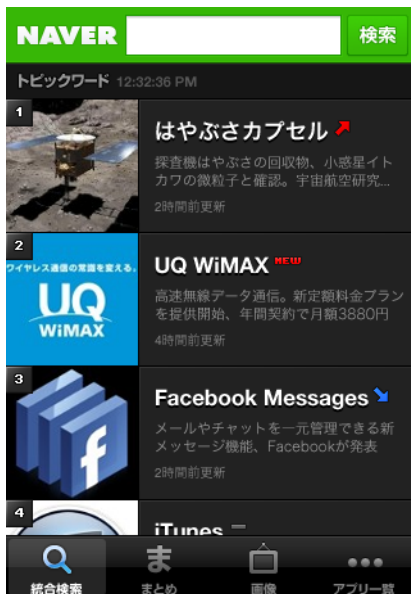 NAVER
検索
トピックワード 12:32:36 PM
1
はやぶさカプセル
探査機はやぶさの回収物、小惑星イト
カワの微粒子と確認。宇宙航空研究...
2時間前更新
2
ワイヤレス通信の常識を変える。
UQ
WiMAX
UQ WiMAX NEW
高速無線データ通信。新定額料金プラン
を提供開始、年間契約で月額3880円
4時間前更新
3
f
Facebook Messages
メールやチャットを一元管理できる新
メッセージ機能、Facebookが発表
2時間前更新
4
iTunes
ま
統合検索 まとめ 画像 アプリ一覧